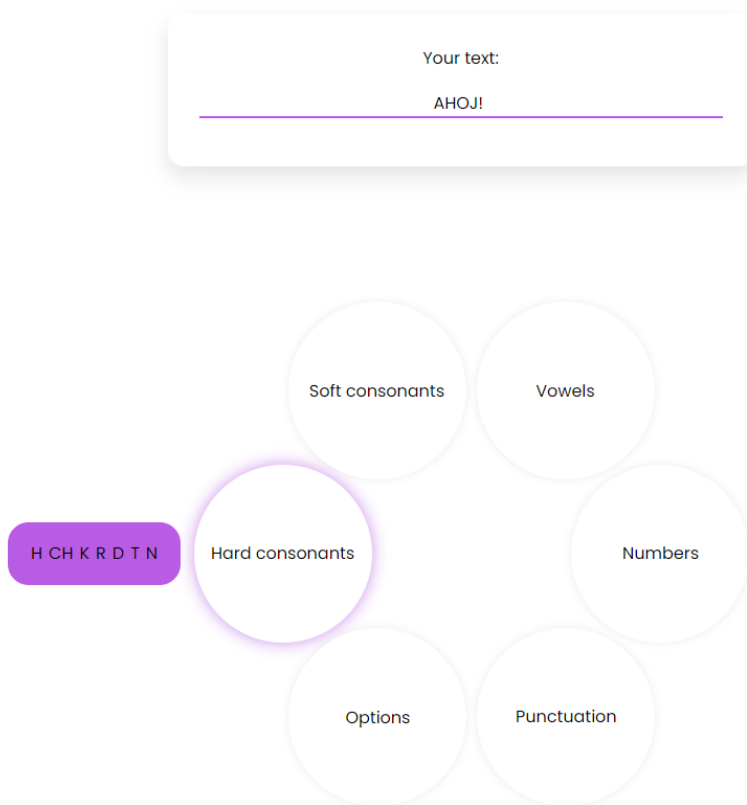 Your text:
AHOJ!
Soft consonants
Vowels
H CH K R D T N
Hard consonants
Numbers
Options
Punctuation